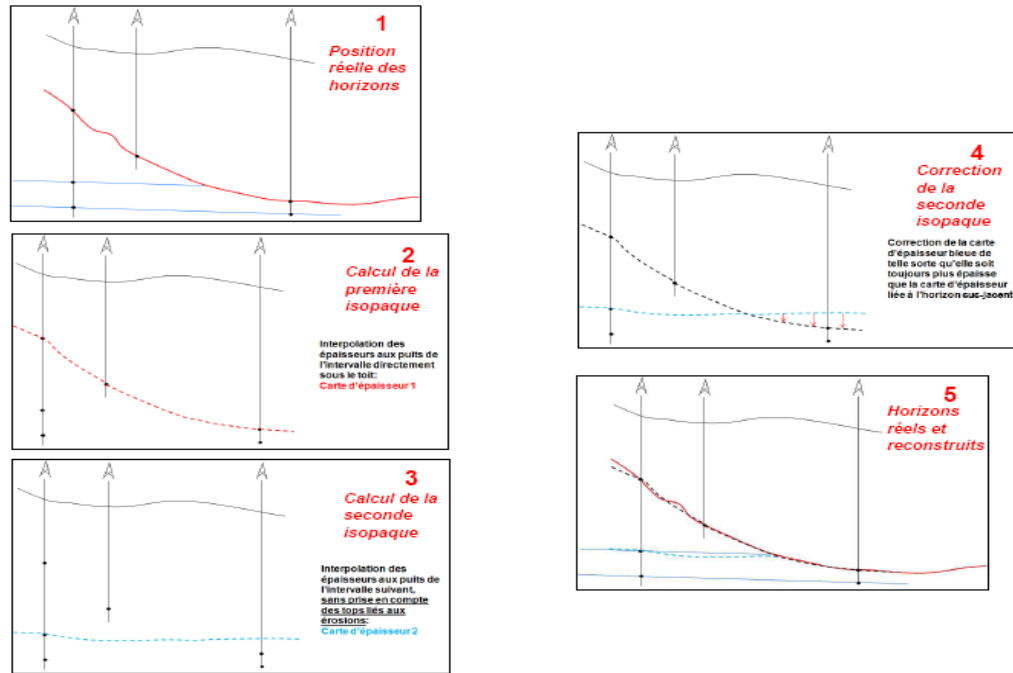 1
Position
réelle des
horizons
2
Calcul de la
première
isopaque
Interpolation des
épaisseurs aux puits de
l'intervalle directement
sous le toit:
Carte d'épaisseur 1
3
Calcul de la
seconde
isopaque
Interpolation des
épaisseurs aux puits de
l'intervalle suivant,
sans prise en compte
des tops liés aux
érosions:
Carte d'épaisseur 2
4
Correction
de la
seconde
isopaque
Correction de la carte
d'épaisseur bleue de
telle sorte qu'elle soit
toujours plus épaisse
que la carte d'épaisseur
liée à l'horizon sus-jacent
5
Horizons
réels et
reconstruits